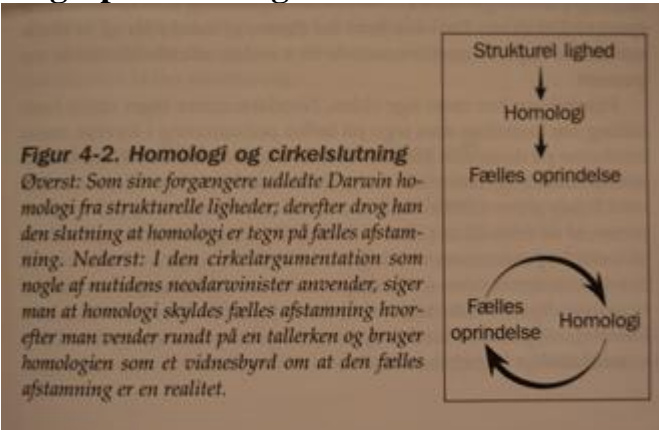 Figur 4-2. Homologi og cirkelslutning
Øverst: Som sine forgængere udledte Darwin ho-
mologi fra strukturelle ligheder; derefter drog han
den slutning at homologi er tegn på fælles afstam-
ning. Nederst: I den cirkelargumentation som
nogle af nutidens neodarwinister anvender, siger
man at homologi skyldes fælles afstamning hvor-
efter man vender rundt på en tallerken og bruger
homologien som et vidnesbyrd om at den fælles
afstamning er en realitet.
Strukturel lighed
Homologi
Fælles oprindelse
Fælles
oprindelse
Homologi